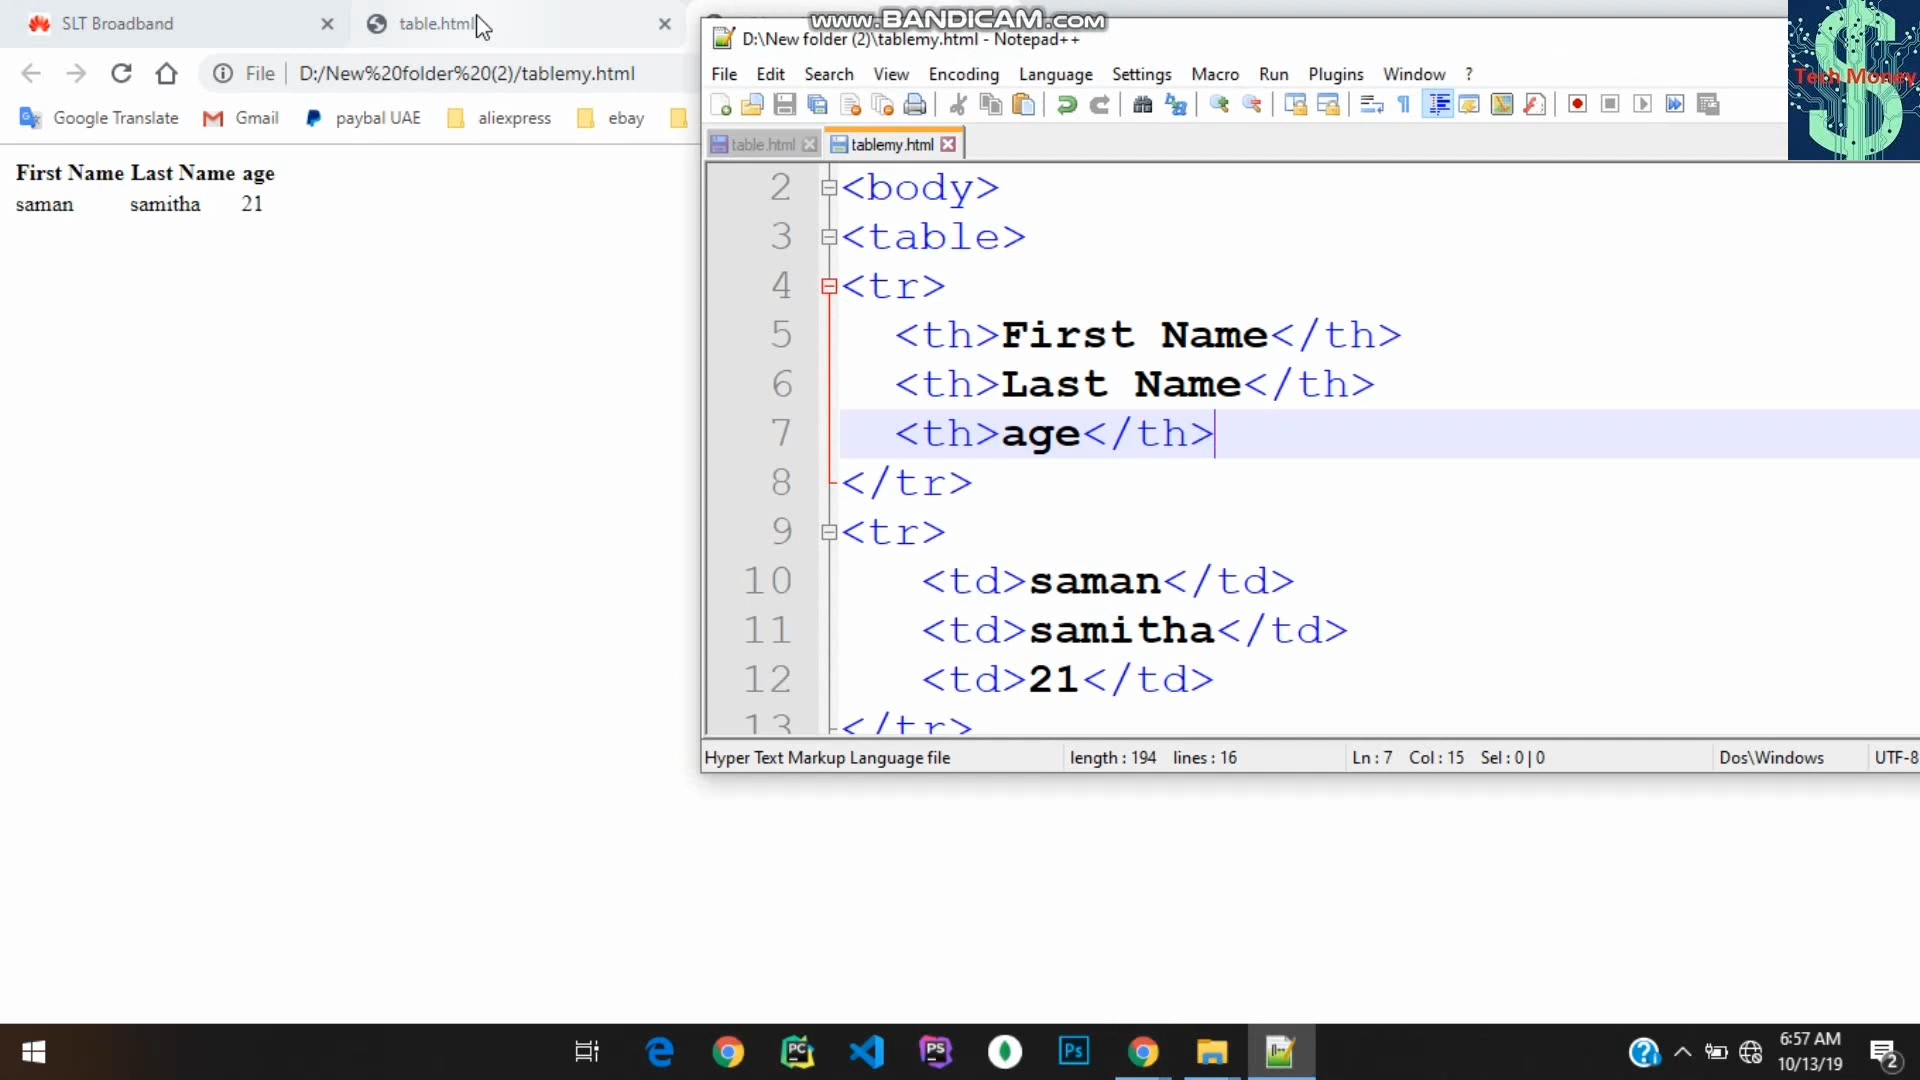 SLT Broadband
table.html
www.BANDICAM.com
D:\New folder (2)\tablemy.html - Notepad++
Tech Money
File D:/New%20folder%20(2)/tablemy.html
File Edit Search View Encoding Language Settings Macro Run Plugins Window ?
Google Translate Gmail paybal UAE aliexpress ebay
table.html tablemy.html
First Name Last Name age
saman samitha 21
2 <body>
3 <table>
4 <tr>
5 <th>First Name</th>
6 <th>Last Name</th>
7 <th>age</th>
8 </tr>
9 <tr>
10 <td>saman</td>
11 <td>samitha</td>
12 <td>21</td>
13 </tr>
Hyper Text Markup Language file length : 194 lines : 16 Ln : 7 Col : 15 Sel : 0 | 0 Dos\Windows UTF-8
PC PS Ps
6:57 AM
10/13/19
2